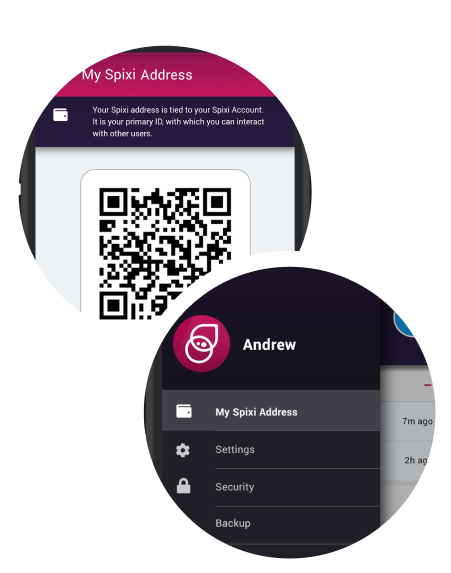 My Spixi Address
Your Spixi address is tied to your Spixi Account.
It is your primary ID, with which you can interact
with other users.
Andrew
My Spixi Address
Settings
7m ago
2h ag
Security
Backup